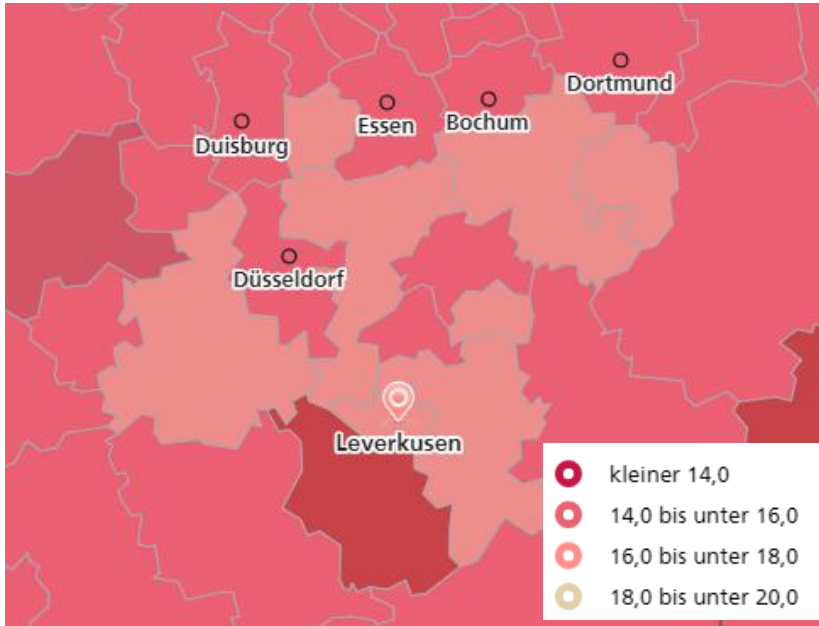 Dortmund
Essen
Bochum
Duisburg
Düsseldorf
Leverkusen
kleiner 14,0
14,0 bis unter 16,0
16,0 bis unter 18,0
18,0 bis unter 20,0